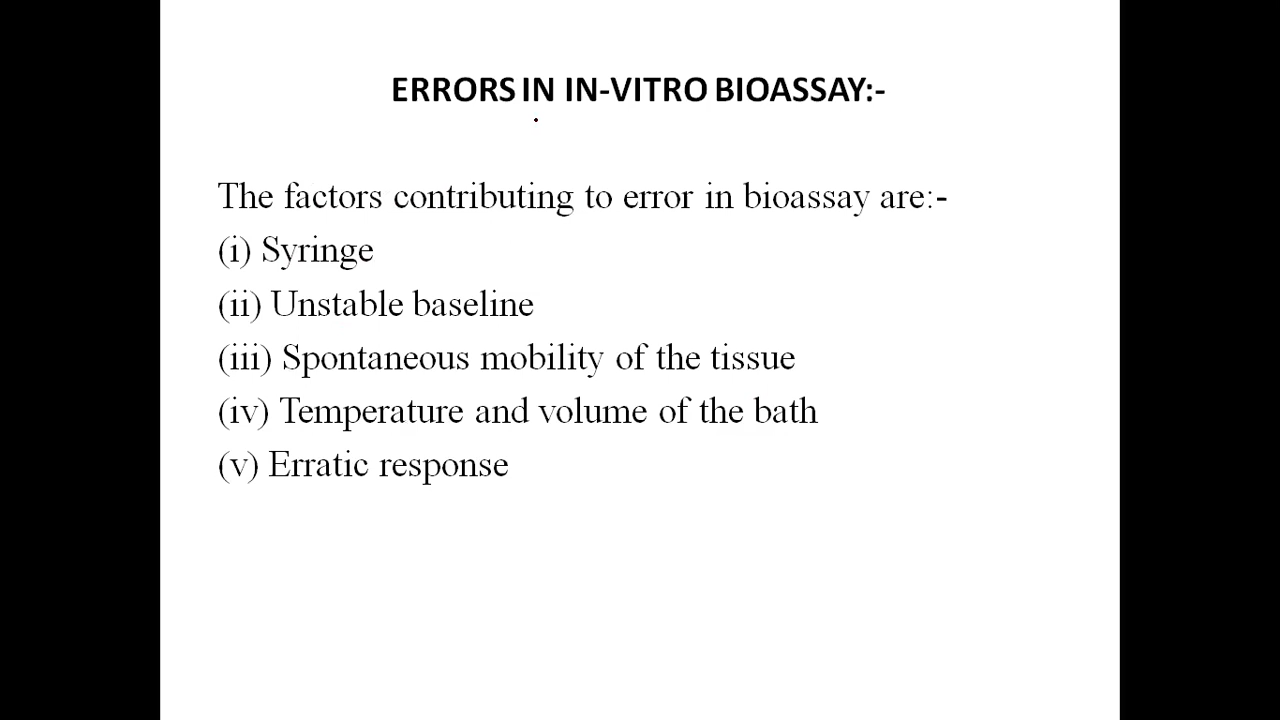 ERRORS IN IN-VITRO BIOASSAY:-
The factors contributing to error in bioassay are:-
(i) Syringe
(ii) Unstable baseline
(iii) Spontaneous mobility of the tissue
(iv) Temperature and volume of the bath
(v) Erratic response